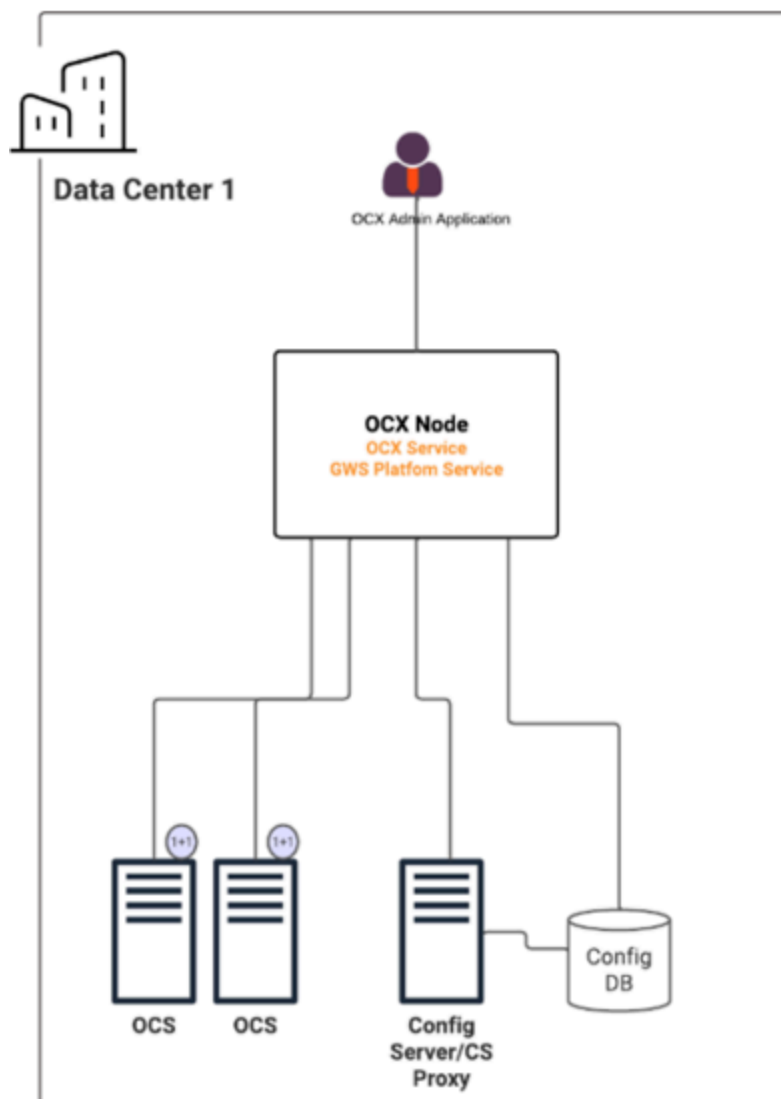 Data Center 1
OCX Admin Application
OCX Node
OCX Service
GWS Platfom Service
1+1
1+1
OCS
OCS
Config
Server/CS
Proxy
Config
DB